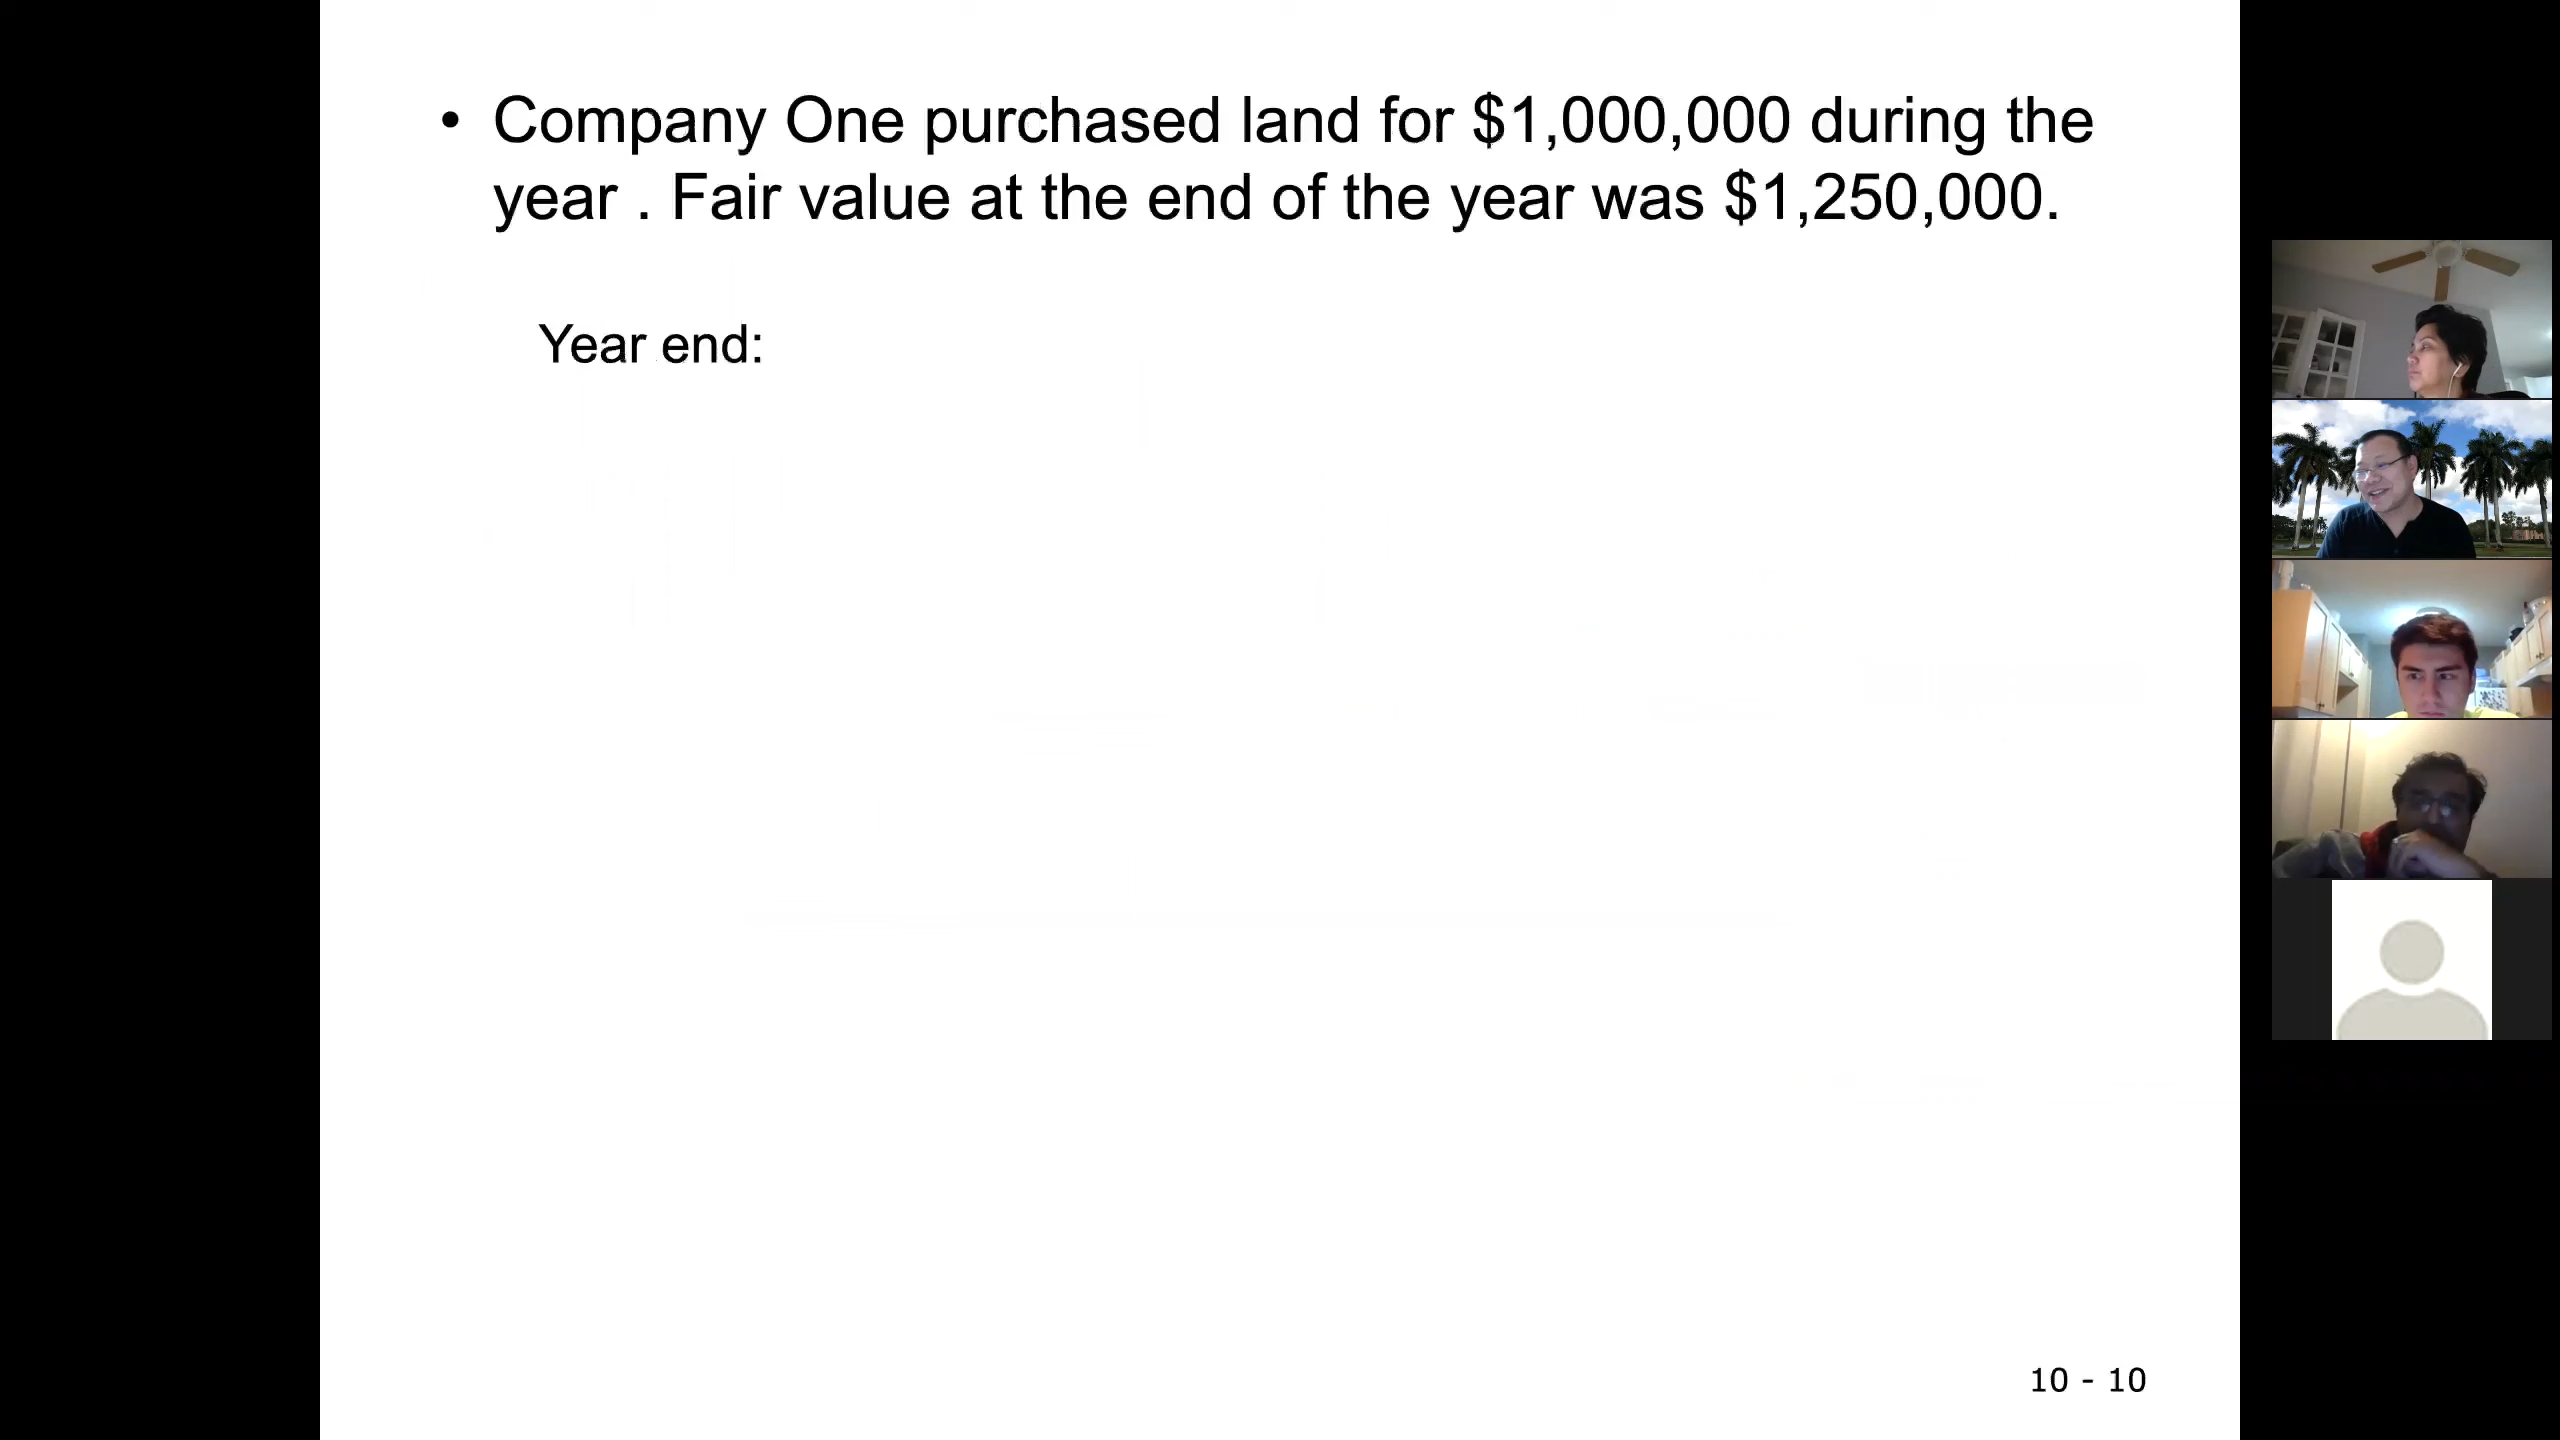 • Company One purchased land for $1,000,000 during the
year . Fair value at the end of the year was $1,250,000.
Year end:
10 - 10